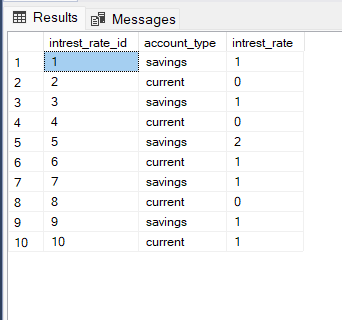 Results Messages
intrest_rate_id account_type intrest_rate
1 1 savings 1
2 2 current 0
3 3 savings 1
4 4 current 0
5 5 savings 2
6 6 current 1
7 7 savings 1
8 8 current 0
9 9 savings 1
10 10 current 1